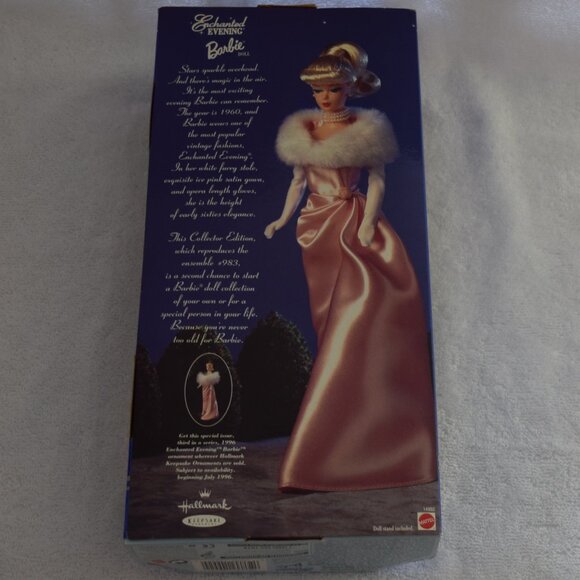 Enchanted
EVENING™
Barbie®
DOLL
Stars sparkle overhead.
And there's magic in the air.
It's the most exciting
evening Barbie can remember.
The year is 1960, and
Barbie wears one of
the most popular
vintage fashions,
Enchanted Evening™.
In her white furry stole,
exquisite ice pink satin gown,
and opera length gloves,
she is the height
of early sixties elegance.
This Collector Edition,
which reproduces the
ensemble #983,
is a second chance to start
a Barbie® doll collection
of your own or for a
special person in your life.
Because you're never
too old for Barbie.
Get this special issue,
third in a series, 1996
Enchanted Evening™ Barbie™
ornament wherever Hallmark
Keepsake Ornaments are sold.
Subject to availability,
beginning July 1996.
Hallmark
KEEPSAKE
14992
Doll stand included.
MATTEL